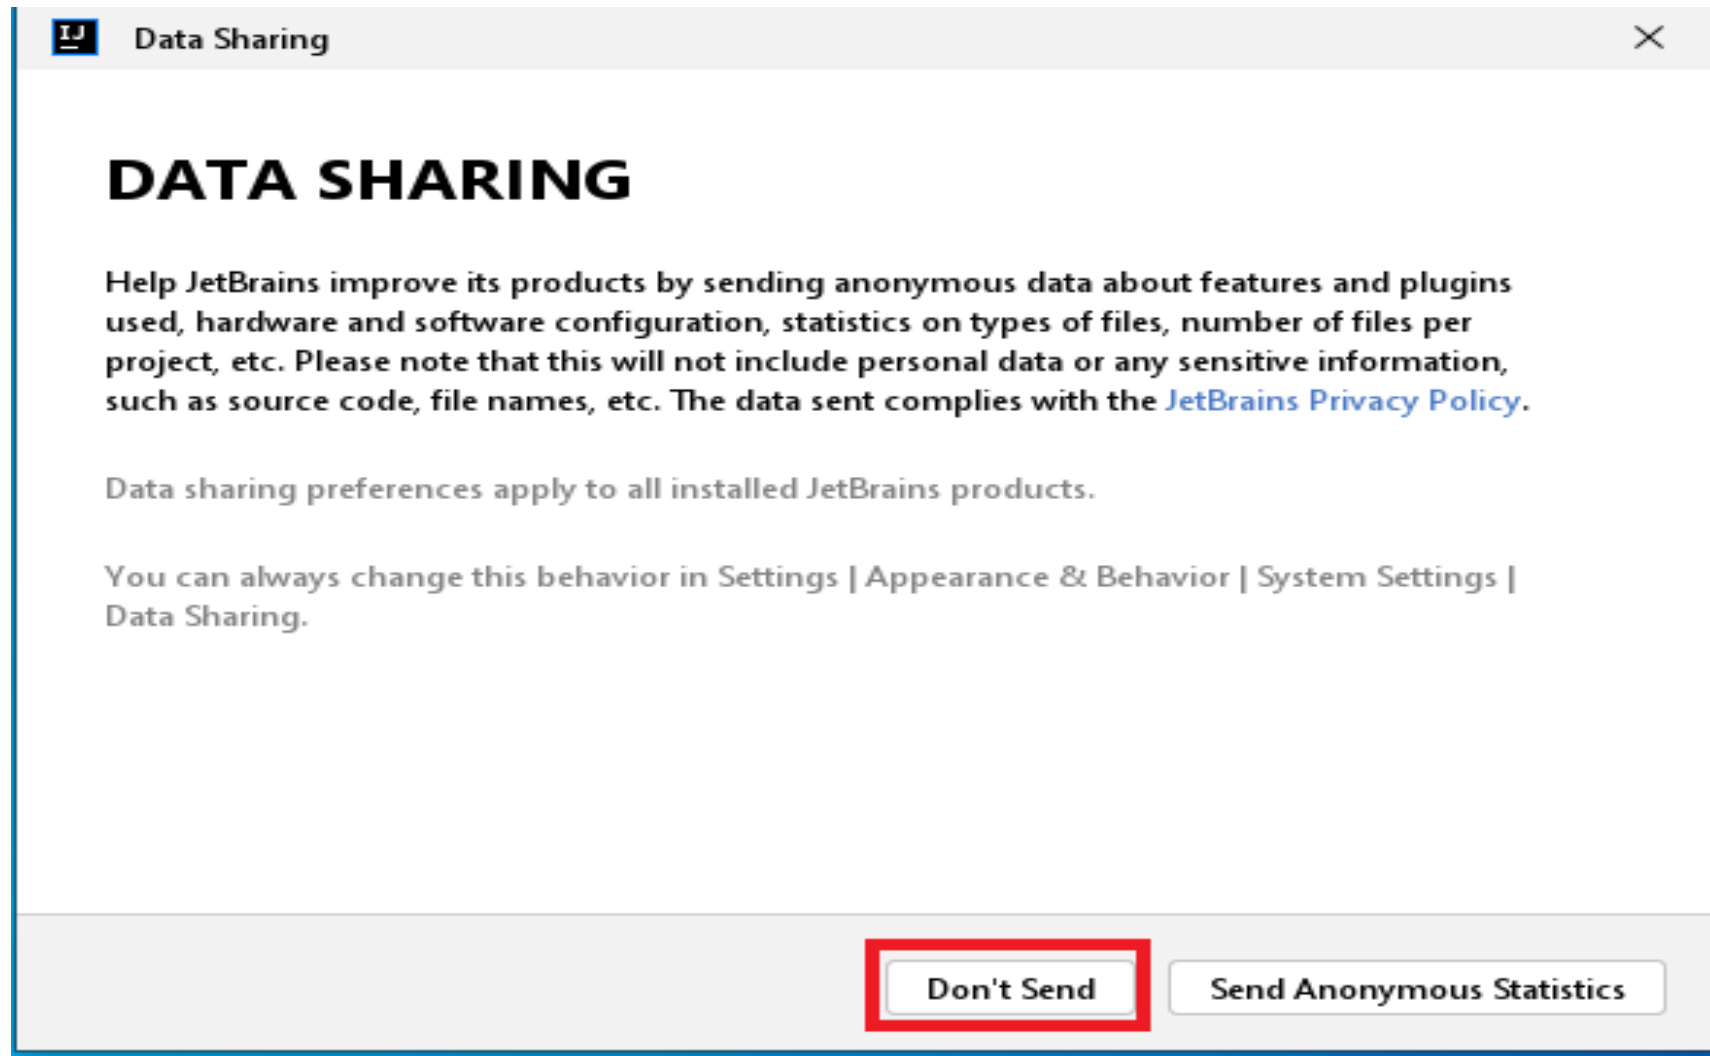 IJ
Data Sharing
DATA SHARING
Help JetBrains improve its products by sending anonymous data about features and plugins
used, hardware and software configuration, statistics on types of files, number of files per
project, etc. Please note that this will not include personal data or any sensitive information,
such as source code, file names, etc. The data sent complies with the JetBrains Privacy Policy.
Data sharing preferences apply to all installed JetBrains products.
You can always change this behavior in Settings | Appearance & Behavior | System Settings |
Data Sharing.
Don't Send
Send Anonymous Statistics